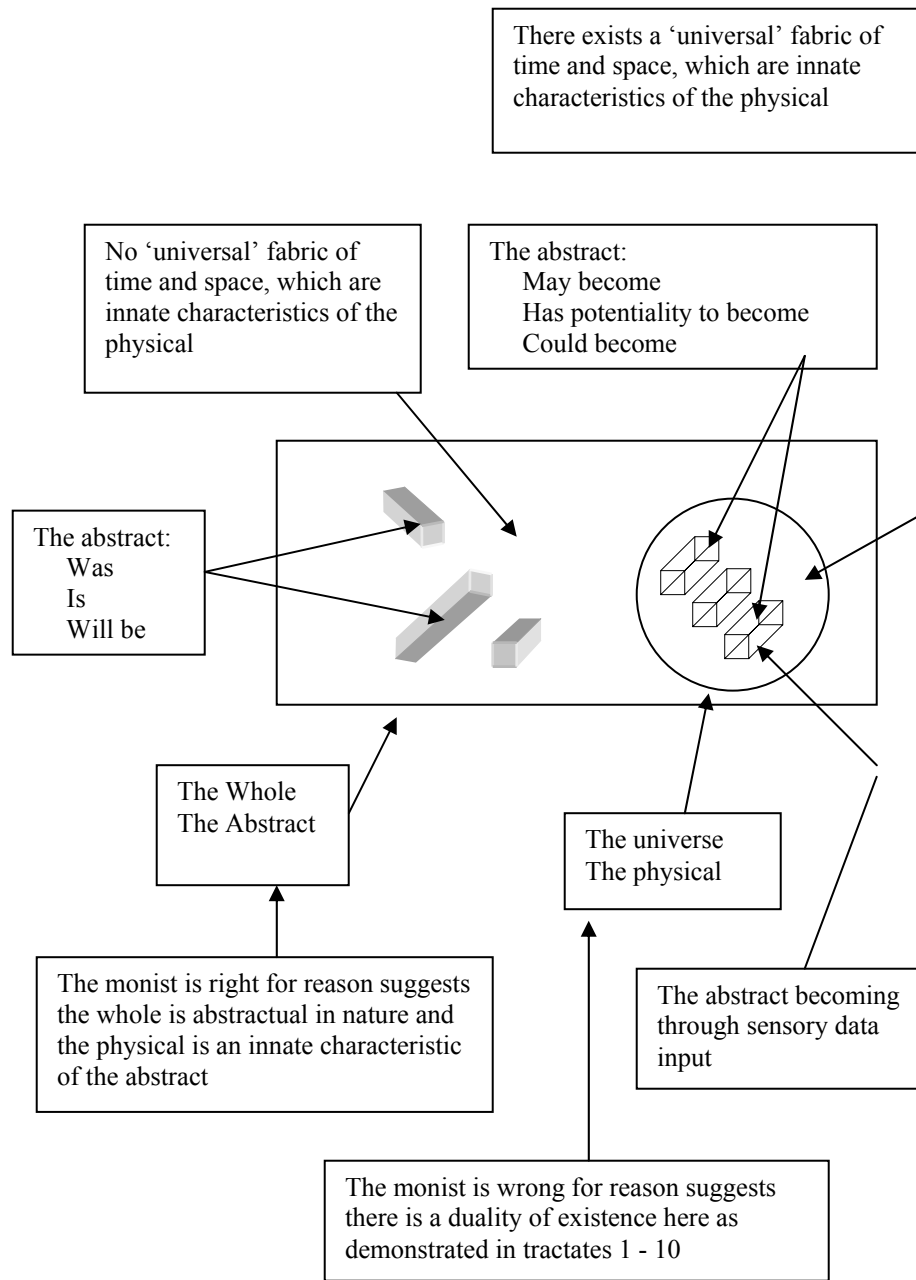 There exists a ‘universal’ fabric of
time and space, which are innate
characteristics of the physical
No ‘universal’ fabric of
time and space, which are
innate characteristics of the
physical
The abstract:
May become
Has potentiality to become
Could become
The abstract:
Was
Is
Will be
The Whole
The Abstract
The universe
The physical
The monist is right for reason suggests
the whole is abstractual in nature and
the physical is an innate characteristic
of the abstract
The abstract becoming
through sensory data
input
The monist is wrong for reason suggests
there is a duality of existence here as
demonstrated in tractates 1 - 10